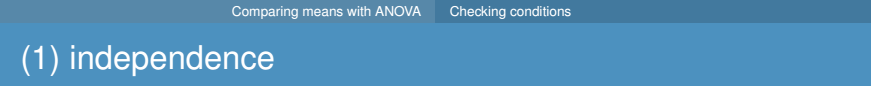 Comparing means with ANOVA Checking conditions
(1) independence